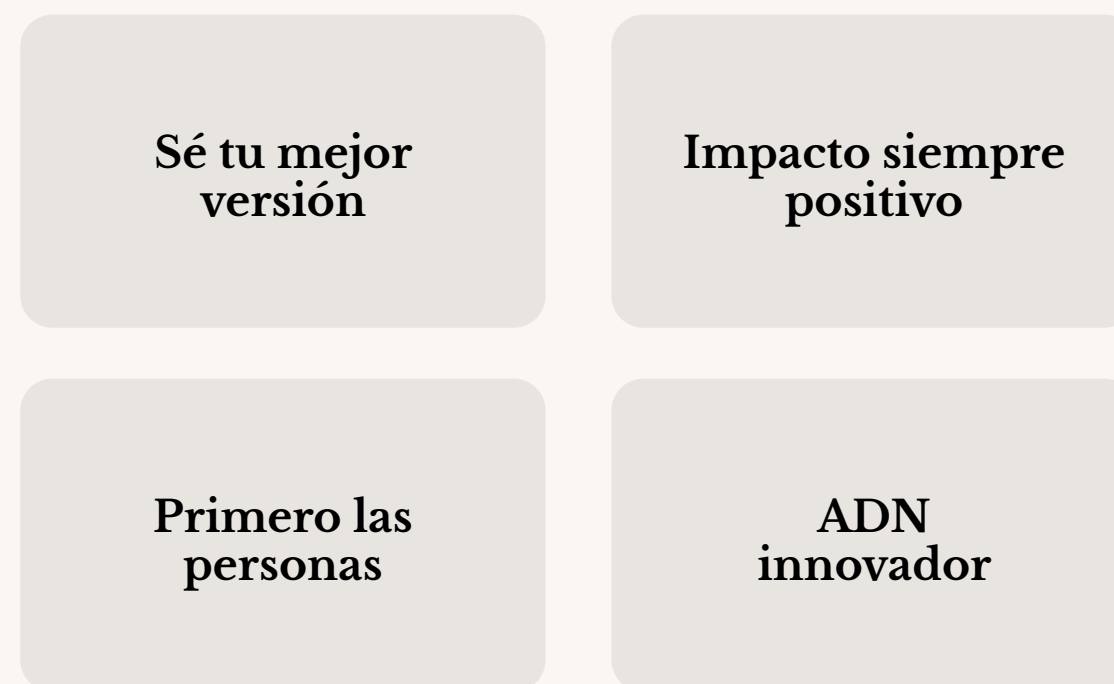 Sé tu mejor
versión
Impacto siempre
positivo
Primero las
personas
ADN
innovador